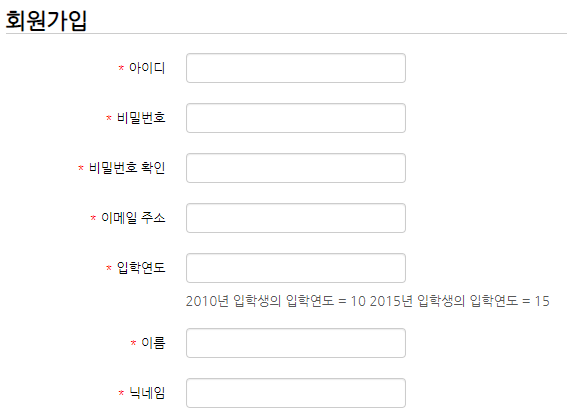 회원가입
* 아이디
* 비밀번호
* 비밀번호 확인
* 이메일 주소
* 입학연도
2010년 입학생의 입학연도 = 10 2015년 입학생의 입학연도 = 15
* 이름
* 닉네임